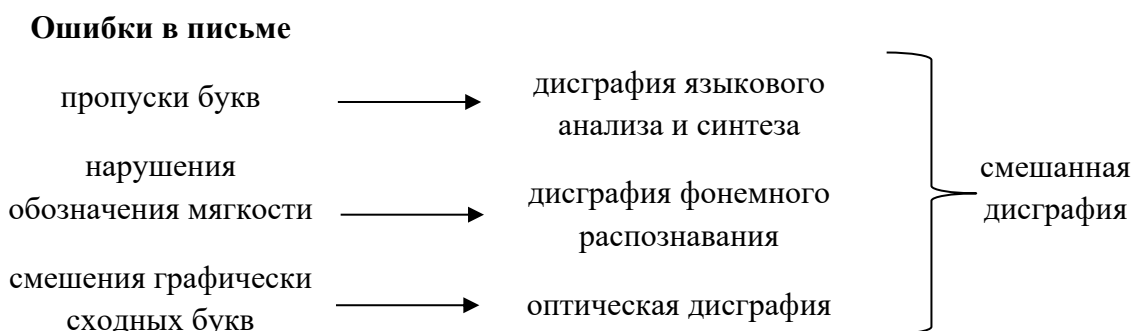 Ошибки в письме
пропуски букв
дисграфия языкового
анализа и синтеза
нарушения
обозначения мягкости
дисграфия фонемного
распознавания
смешения графически
сходных букв
оптическая дисграфия
смешанная
дисграфия